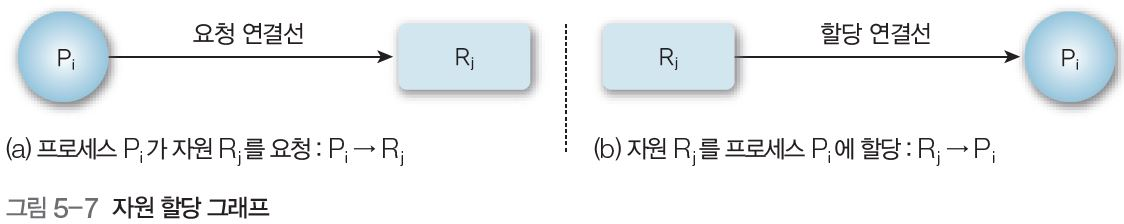 요청 연결선
Pi
Rj
할당 연결선
Rj
Pi
(a) 프로세스 Pi가 자원 Rj를 요청 : Pi → Rj
(b) 자원 Rj를 프로세스 Pi에 할당 : Rj → Pi
그림 5-7 자원 할당 그래프